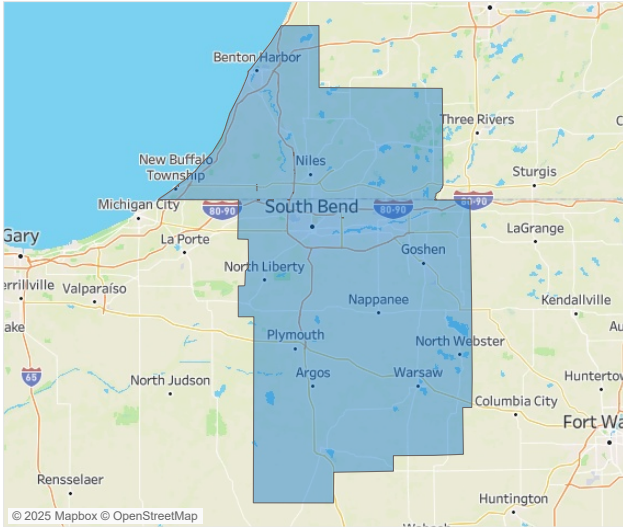 Benton Harbor
Three Rivers
New Buffalo
Township
Niles
Sturgis
80-90
80-90
80-90
Michigan City
South Bend
Gary
La Porte
LaGrange
Goshen
North Liberty
errillville
Valparaíso
Nappanee
Kendallville
ake
Au
Plymouth
North Webster
65
North Judson
Argos
Warsaw
Huntertow
Columbia City
Fort Wa
Rensselaer
Huntington
© 2025 Mapbox © OpenStreetMap